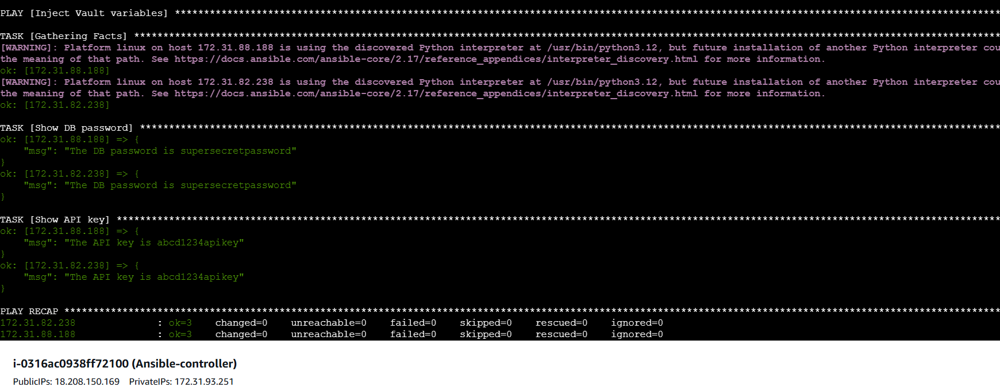 PLAY [Inject Vault variables] **********************************************************************************************************************************************
TASK [Gathering Facts] *****************************************************************************************************************************************************
[WARNING]: Platform linux on host 172.31.88.188 is using the discovered Python interpreter at /usr/bin/python3.12, but future installation of another Python interpreter cou
the meaning of that path. See https://docs.ansible.com/ansible-core/2.17/reference_appendices/interpreter_discovery.html for more information.
ok: [172.31.88.188]
[WARNING]: Platform linux on host 172.31.82.238 is using the discovered Python interpreter at /usr/bin/python3.12, but future installation of another Python interpreter cou
the meaning of that path. See https://docs.ansible.com/ansible-core/2.17/reference_appendices/interpreter_discovery.html for more information.
ok: [172.31.82.238]
TASK [Show DB password] ****************************************************************************************************************************************************
ok: [172.31.88.188] => {
    "msg": "The DB password is supersecretpassword"
}
ok: [172.31.82.238] => {
    "msg": "The DB password is supersecretpassword"
}
TASK [Show API key] ********************************************************************************************************************************************************
ok: [172.31.88.188] => {
    "msg": "The API key is abcd1234apikey"
}
ok: [172.31.82.238] => {
    "msg": "The API key is abcd1234apikey"
}
PLAY RECAP *****************************************************************************************************************************************************************
172.31.82.238              : ok=3    changed=0    unreachable=0    failed=0    skipped=0    rescued=0    ignored=0
172.31.88.188              : ok=3    changed=0    unreachable=0    failed=0    skipped=0    rescued=0    ignored=0
i-0316ac0938ff72100 (Ansible-controller)
PublicIPs: 18.208.150.169    PrivateIPs: 172.31.93.251